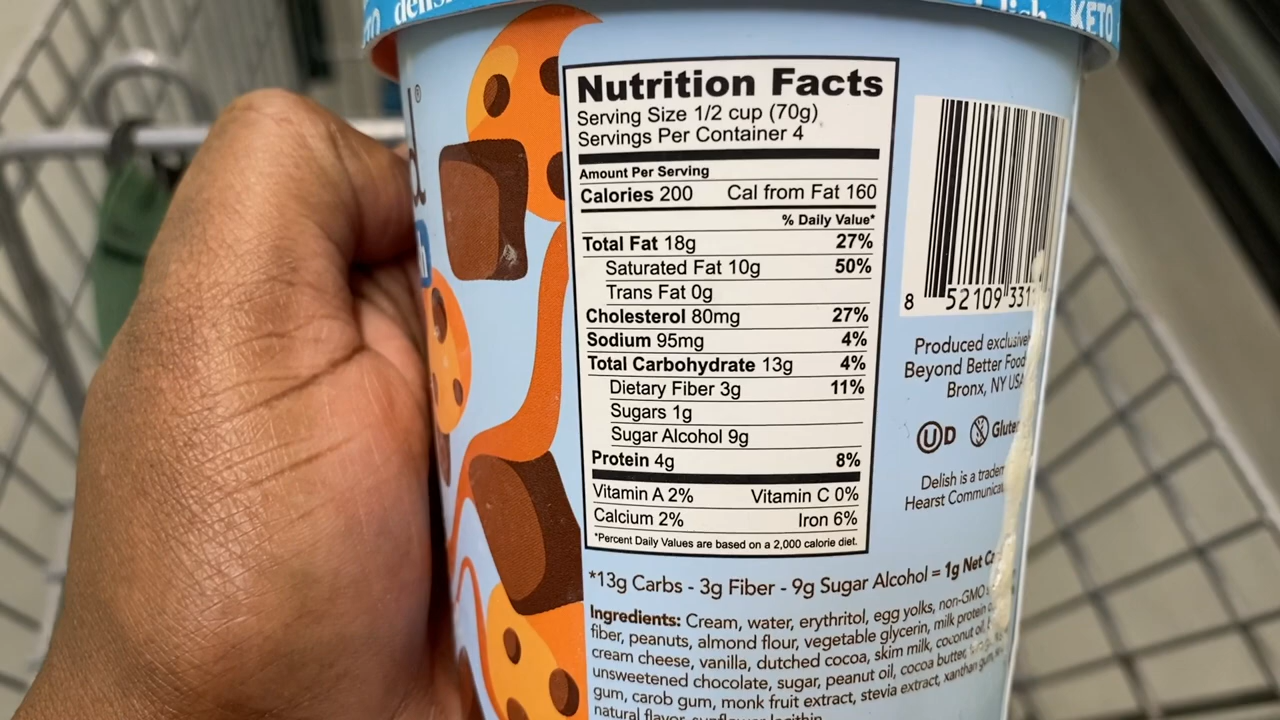 KETO
Nutrition Facts
Serving Size 1/2 cup (70g)
Servings Per Container 4
Amount Per Serving
Calories 200 Cal from Fat 160
% Daily Value*
Total Fat 18g 27%
Saturated Fat 10g 50%
Trans Fat 0g
Cholesterol 80mg 27%
Sodium 95mg 4%
Total Carbohydrate 13g 4%
Dietary Fiber 3g 11%
Sugars 1g
Sugar Alcohol 9g
Protein 4g 8%
Vitamin A 2% Vitamin C 0%
Calcium 2% Iron 6%
*Percent Daily Values are based on a 2,000 calorie diet.
*13g Carbs - 3g Fiber - 9g Sugar Alcohol = 1g Net
Ingredients: Cream, water, erythritol, egg yolks, non-GMO
fiber, peanuts, almond flour, vegetable glycerin, milk protein
cream cheese, vanilla, dutched cocoa, skim milk, coconut oil,
unsweetened chocolate, sugar, peanut oil, cocoa butter,
gum, carob gum, monk fruit extract, stevia extract, xanthan gum,
natural flavor, sunflower lecithin
8 52109 331
Produced
Beyond Better
Bronx, NY USA
UD
Delish is a
Hearst